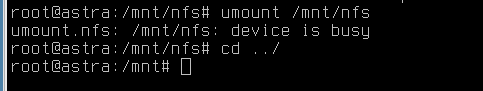 root@astra:/mnt/nfs# umount /mnt/nfs
umount.nfs: /mnt/nfs: device is busy
root@astra:/mnt/nfs# cd ../
root@astra:/mnt#